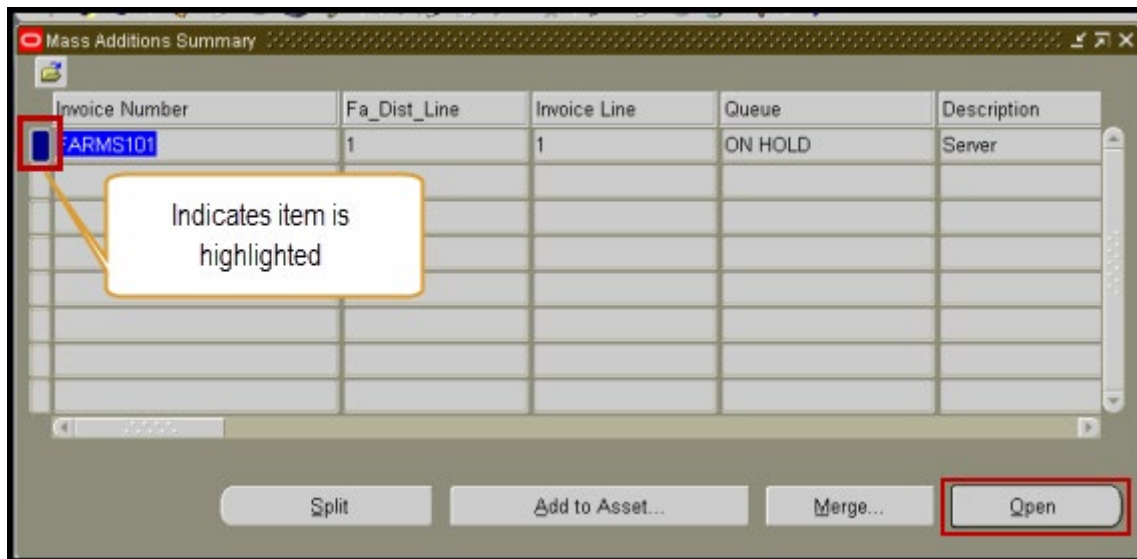 Mass Additions Summary
Invoice Number Fa_Dist_Line Invoice Line Queue Description
FARMS101 1 1 ON HOLD Server
Indicates item is
highlighted
Split Add to Asset... Merge... Open